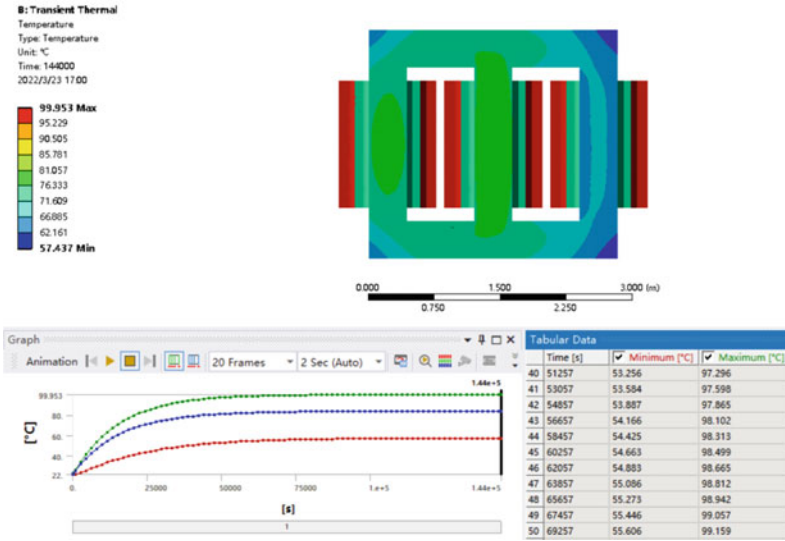 B: Transient Thermal
Temperature
Type: Temperature
Unit: °C
Time: 144000
2022/3/23 17:00
99.953 Max
95.229
90.505
85.781
81.057
76.333
71.609
66.885
62.161
57.437 Min
0.000 1.500 3.000 (m)
0.750 2.250
Graph
Animation 20 Frames 2 Sec (Auto)
1.44e+5
99.953
80.
60.
40.
22.
[°C]
0. 25000 50000 75000 1.e+5 1.44e+5
[s]
1
Tabular Data
Time [s] Minimum [°C] Maximum [°C]
40 51257 53.256 97.296
41 53057 53.584 97.598
42 54857 53.887 97.865
43 56657 54.166 98.102
44 58457 54.425 98.313
45 60257 54.663 98.499
46 62057 54.883 98.665
47 63857 55.086 98.812
48 65657 55.273 98.942
49 67457 55.446 99.057
50 69257 55.606 99.159